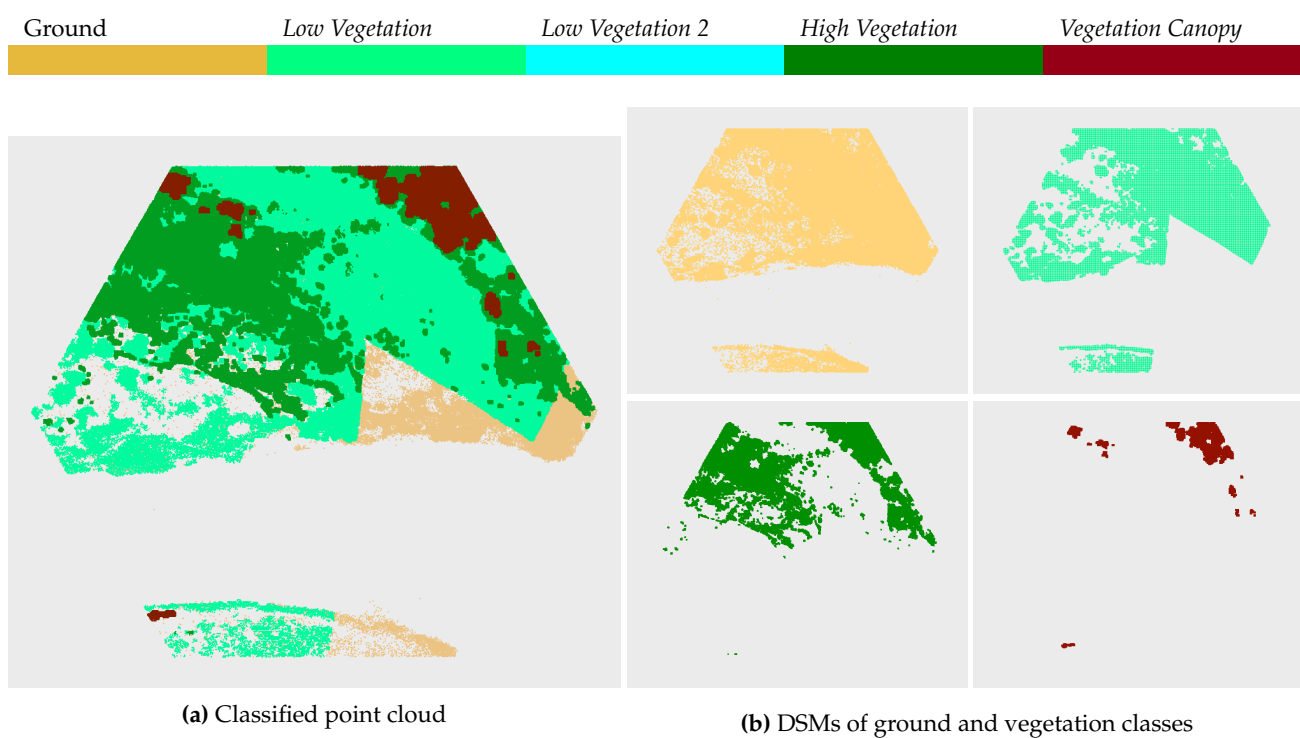 Ground Low Vegetation Low Vegetation 2 High Vegetation Vegetation Canopy
(a) Classified point cloud
(b) DSMs of ground and vegetation classes